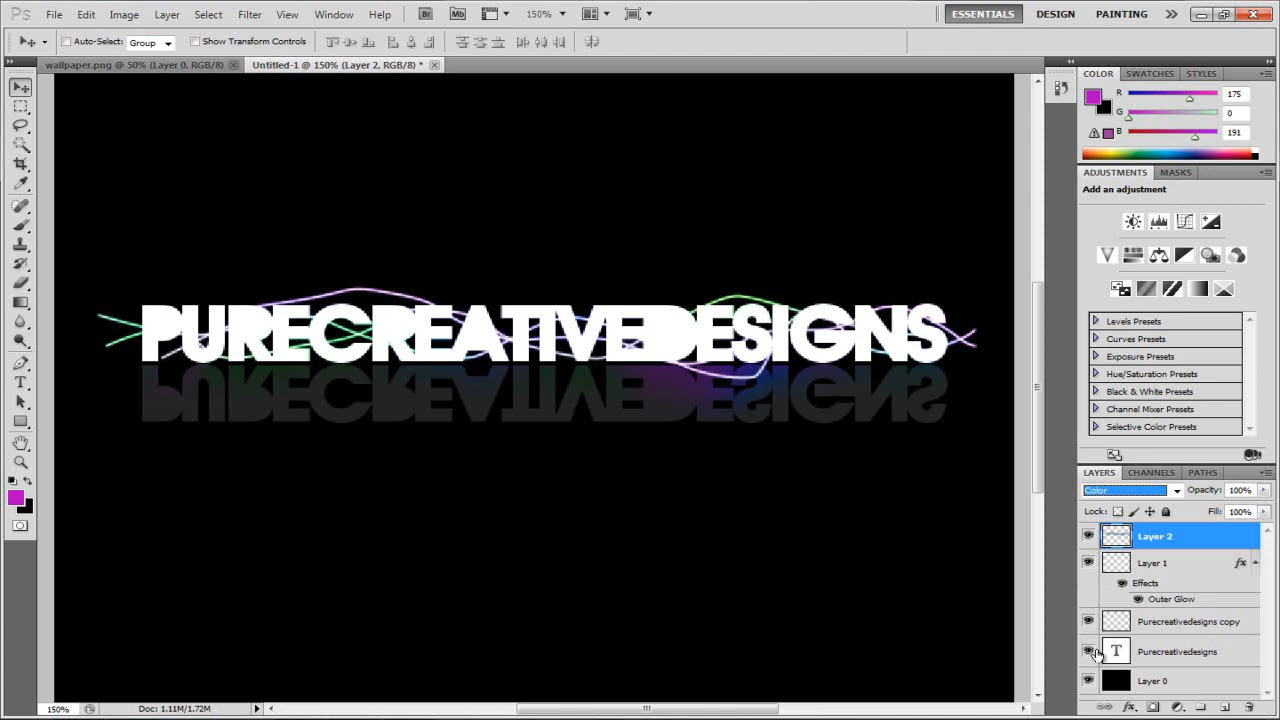 Ps File Edit Image Layer Select Filter View Window Help Br Mb 150% ESSENTIALS DESIGN PAINTING
Auto-Select: Group Show Transform Controls
wallpaper.png @ 50% (Layer 0, RGB/8) Untitled-1 @ 150% (Layer 2, RGB/8) *
COLOR SWATCHES STYLES
R 175
G 0
B 191
ADJUSTMENTS MASKS
Add an adjustment
PURECREATIVEDESIGNS
Levels Presets
Curves Presets
Exposure Presets
Hue/Saturation Presets
Black & White Presets
Channel Mixer Presets
Selective Color Presets
LAYERS CHANNELS PATHS
Color Opacity: 100%
Lock: Fill: 100%
Layer 2
Layer 1 fx
Effects
Outer Glow
Purecreativedesigns copy
T Purecreativedesigns
Layer 0
150% Doc: 1.11M/1.72M fx.